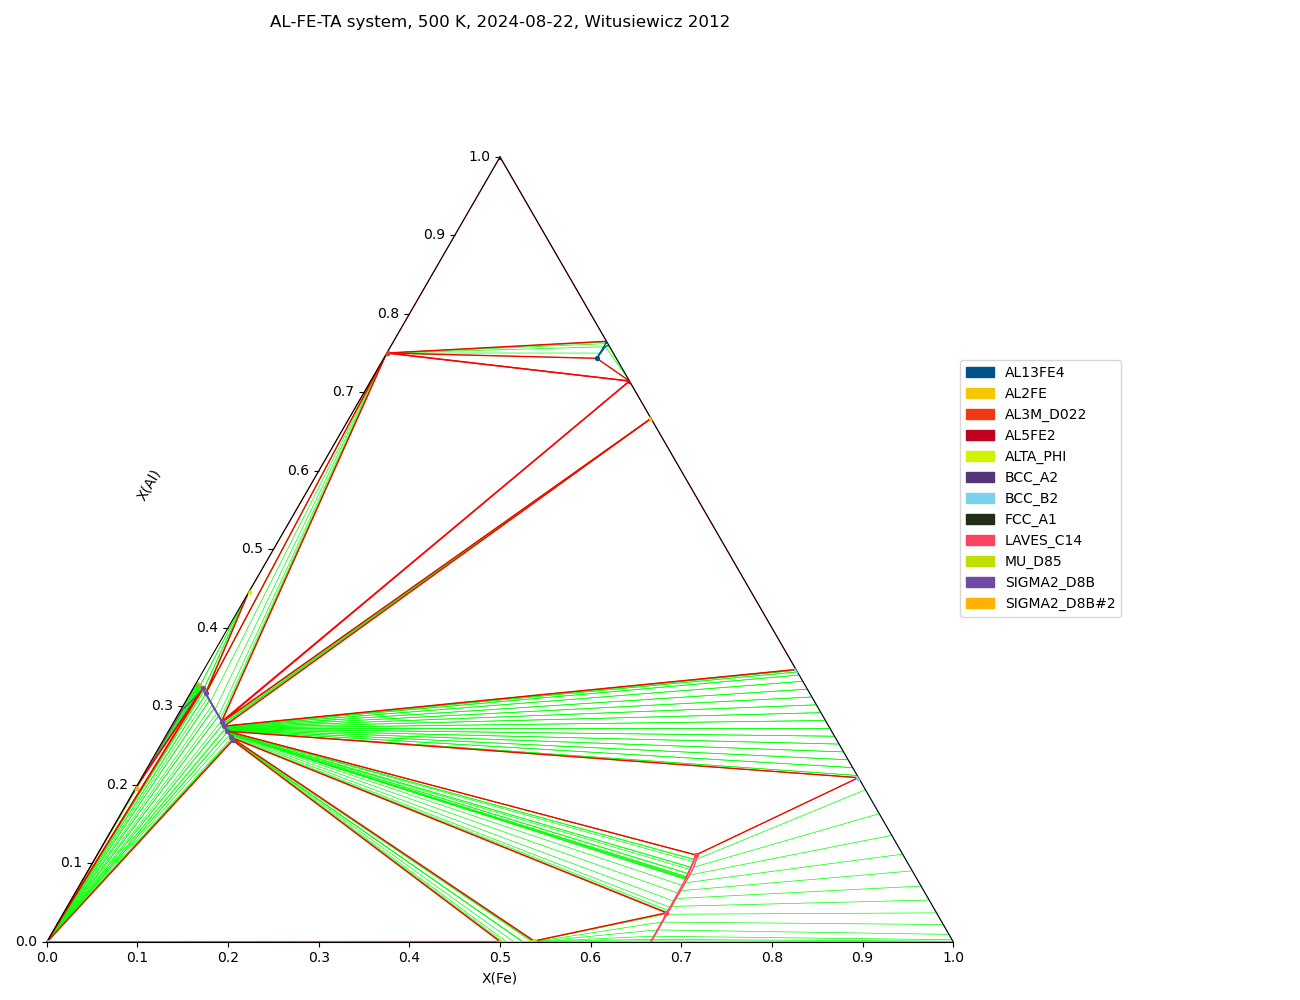 AL-FE-TA system, 500 K, 2024-08-22, Witusiewicz 2012
1.0
0.9
0.8
0.7
0.6
0.5
0.4
0.3
0.2
0.1
0.0
X(Al)
0.0 0.1 0.2 0.3 0.4 0.5 0.6 0.7 0.8 0.9 1.0
X(Fe)
AL13FE4
AL2FE
AL3M_D022
AL5FE2
ALTA_PHI
BCC_A2
BCC_B2
FCC_A1
LAVES_C14
MU_D85
SIGMA2_D8B
SIGMA2_D8B#2